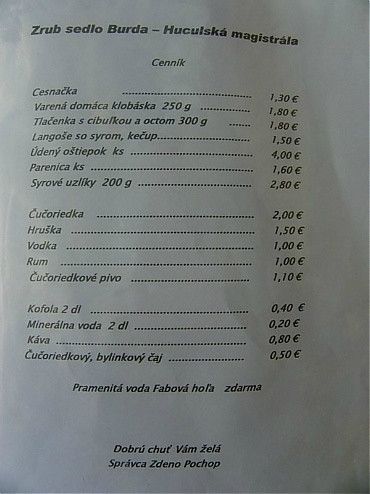 Zrub sedlo Burda – Huculská magistrála
Cenník
Cesnačka .................................. 1,30 €
Varená domáca klobáska 250 g ............. 1,80 €
Tlačenka s cibuľkou a octom 300 g ......... 1,80 €
Langoše so syrom, kečup..................... 1,50 €
Údený oštiepok ks ............................. 4,00 €
Parenica ks ..................................... 1,60 €
Syrové uzlíky 200 g ............................ 2,80 €
Čučoriedka ..................................... 2,00 €
Hruška .......................................... 1,50 €
Vodka ........................................... 1,00 €
Rum ............................................ 1,00 €
Čučoriedkové pivo ............................ 1,10 €
Kofola 2 dl ..................................... 0,40 €
Minerálna voda 2 dl .......................... 0,20 €
Káva ............................................ 0,80 €
Čučoriedkový, bylinkový čaj .................. 0,50 €
Pramenitá voda Fabová hoľa zdarma
Dobrú chuť Vám želá
Správca Zdeno Pochop